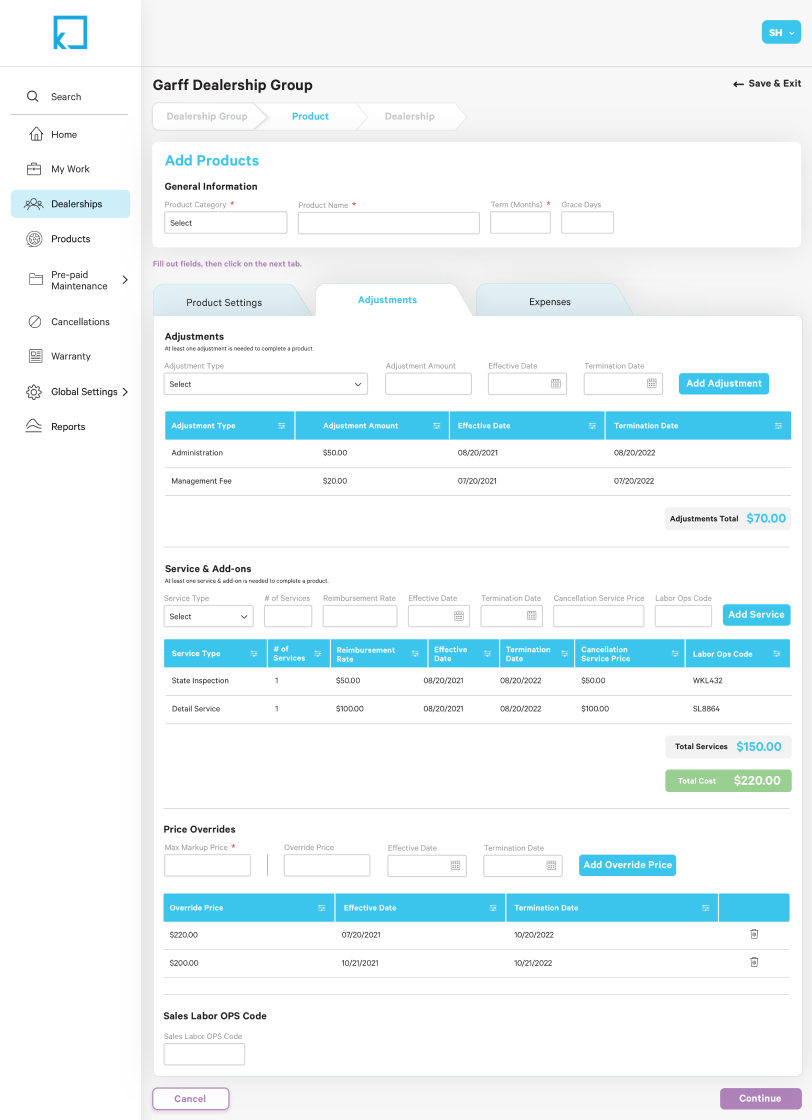 k
SH
Search
Home
My Work
Dealerships
Products
Pre-paid
Maintenance
Cancellations
Warranty
Global Settings
Reports
Garff Dealership Group
← Save & Exit
Dealership Group
Product
Dealership
Add Products
General Information
Product Category *
Product Name *
Term (Months) *
Grace Days
Select
Fill out fields, then click on the next tab.
Product Settings
Adjustments
Expenses
Adjustments
At least one adjustment is needed to complete a product.
Adjustment Type
Adjustment Amount
Effective Date
Termination Date
Select
Add Adjustment
Adjustment Type
Adjustment Amount
Effective Date
Termination Date
Administration $50.00 08/20/2021 08/20/2022
Management Fee $20.00 07/20/2021 07/20/2022
Adjustments Total $70.00
Service & Add-ons
At least one service & add-on is needed to complete a product.
Service Type
# of Services
Reimbursement Rate
Effective Date
Termination Date
Cancellation Service Price
Labor Ops Code
Select
Add Service
Service Type
# of
Services
Reimbursement
Rate
Effective
Date
Termination
Date
Cancellation
Service Price
Labor Ops Code
State Inspection 1 $50.00 08/20/2021 08/20/2022 $50.00 WKL432
Detail Service 1 $100.00 08/20/2021 08/20/2022 $100.00 SL8864
Total Services $150.00
Total Cost $220.00
Price Overrides
Max Markup Price *
Override Price
Effective Date
Termination Date
Add Override Price
Override Price
Effective Date
Termination Date
$220.00 07/20/2021 10/20/2022
$200.00 10/21/2021 10/21/2022
Sales Labor OPS Code
Sales Labor OPS Code
Cancel
Continue